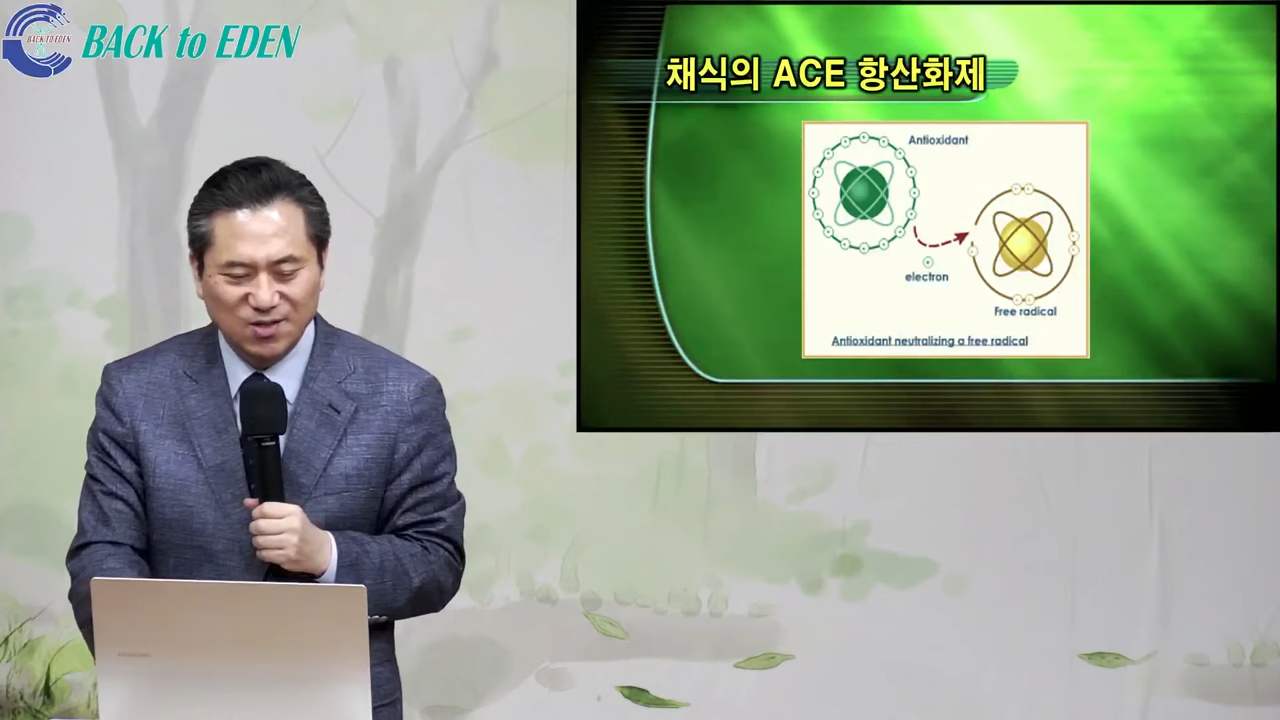 BACK TO EDEN
BACK to EDEN
채식의 ACE 항산화제
Antioxidant
electron
Free radical
Antioxidant neutralizing a free radical